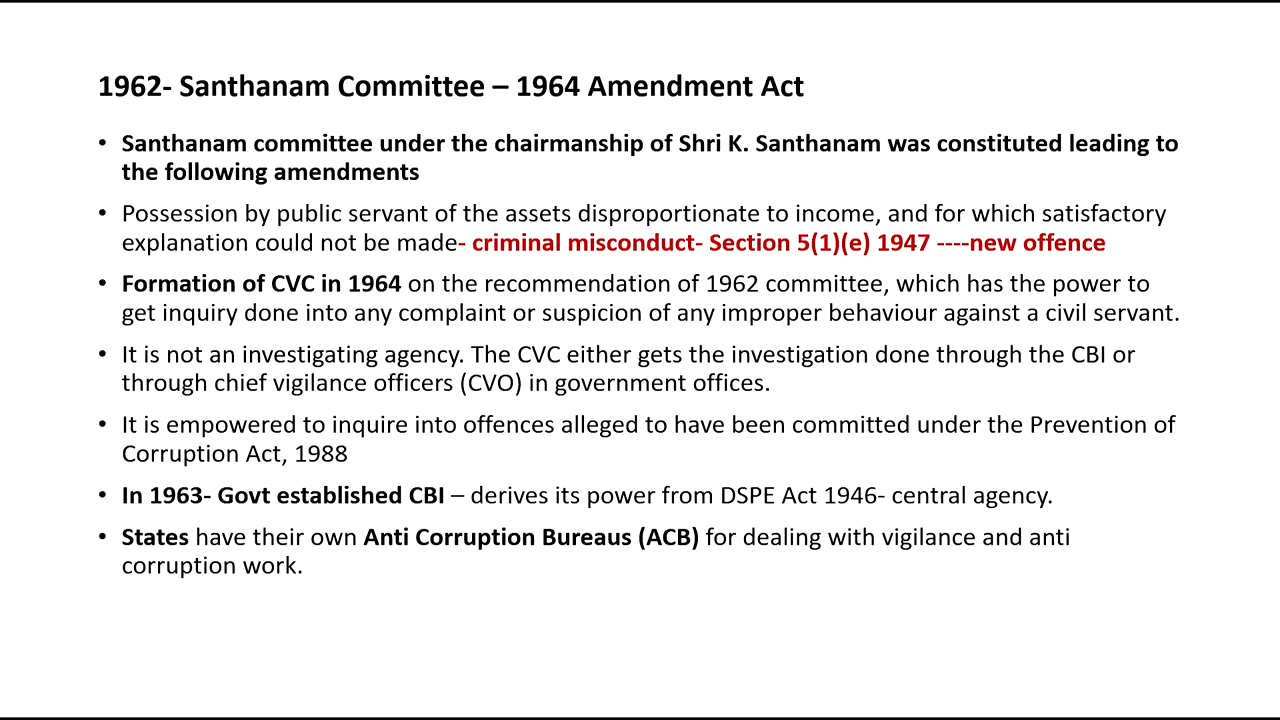 1962- Santhanam Committee – 1964 Amendment Act
• Santhanam committee under the chairmanship of Shri K. Santhanam was constituted leading to
the following amendments
• Possession by public servant of the assets disproportionate to income, and for which satisfactory
explanation could not be made- criminal misconduct- Section 5(1)(e) 1947 ----new offence
• Formation of CVC in 1964 on the recommendation of 1962 committee, which has the power to
get inquiry done into any complaint or suspicion of any improper behaviour against a civil servant.
• It is not an investigating agency. The CVC either gets the investigation done through the CBI or
through chief vigilance officers (CVO) in government offices.
• It is empowered to inquire into offences alleged to have been committed under the Prevention of
Corruption Act, 1988
• In 1963- Govt established CBI – derives its power from DSPE Act 1946- central agency.
• States have their own Anti Corruption Bureaus (ACB) for dealing with vigilance and anti
corruption work.